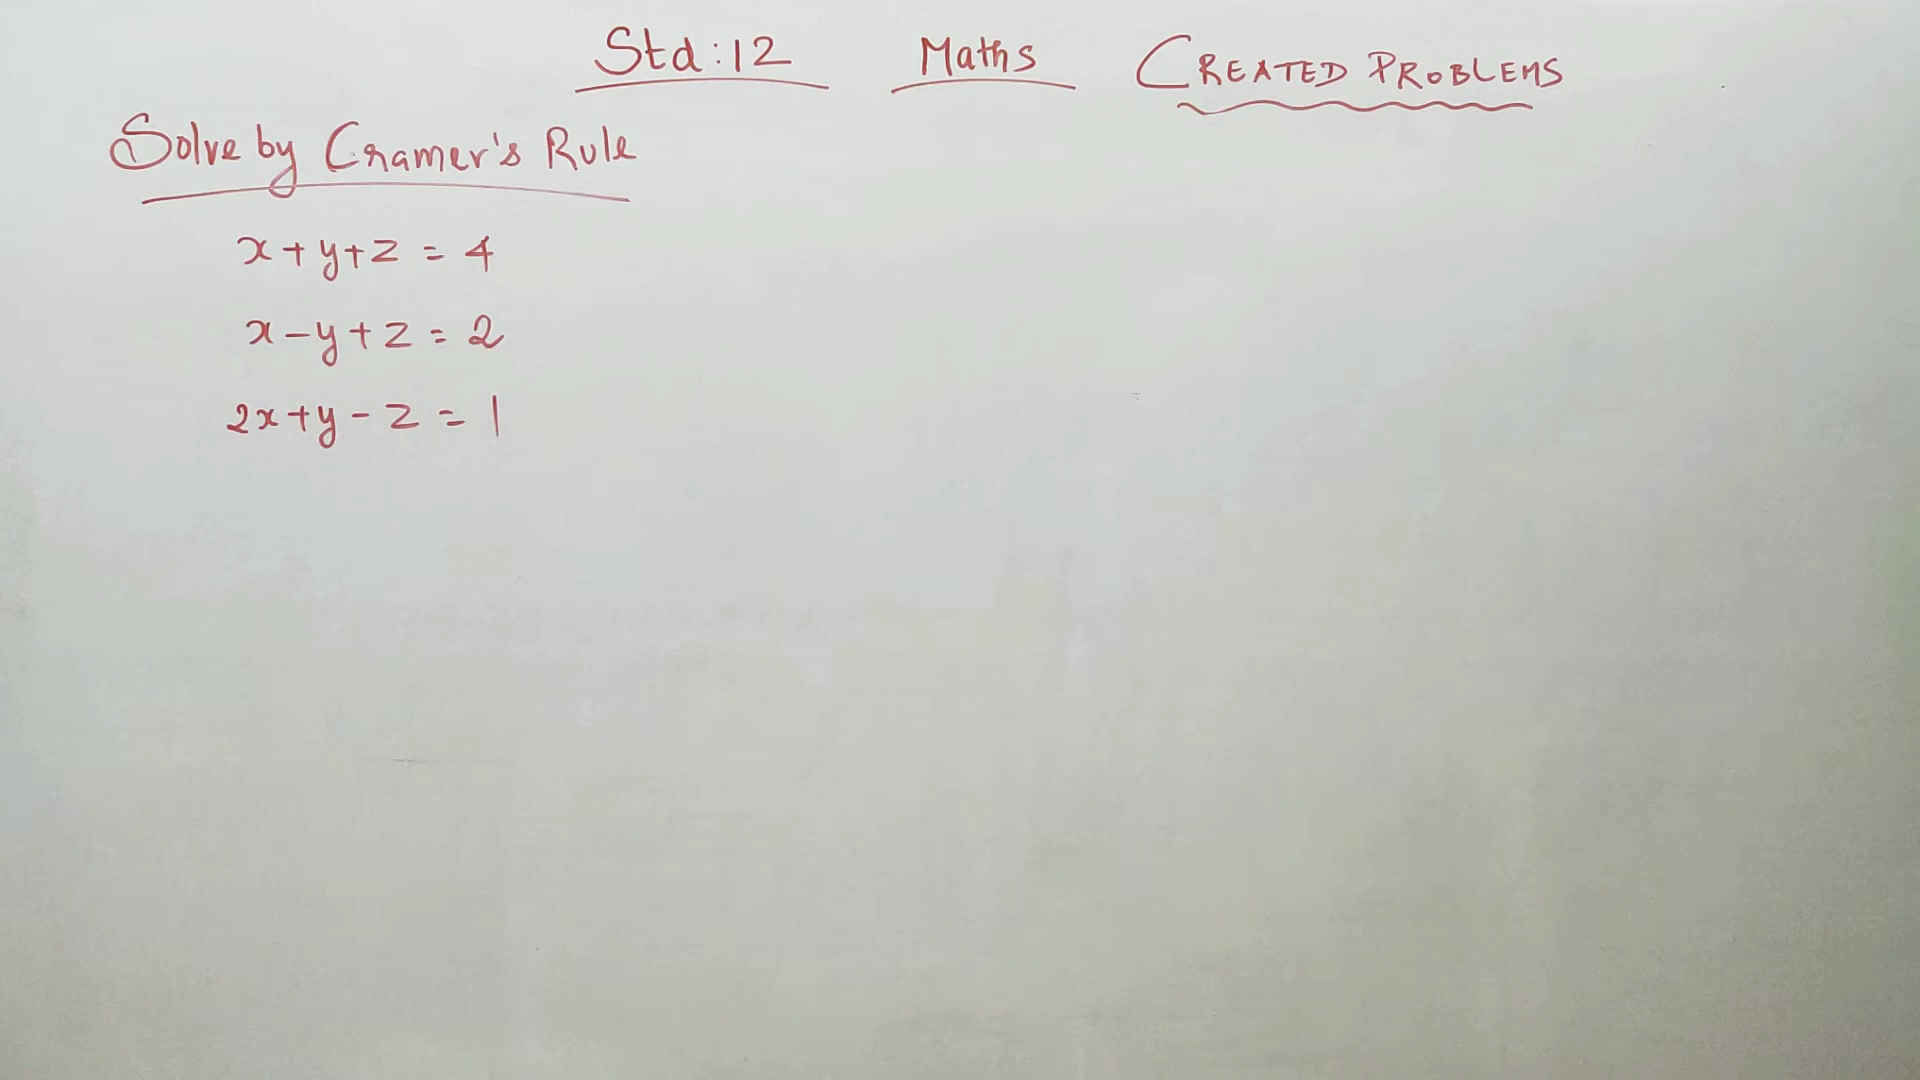 Std : 12 Maths CREATED PROBLEMS
Solve by Cramer's Rule
x + y + z = 4
x - y + z = 2
2x + y - z = 1